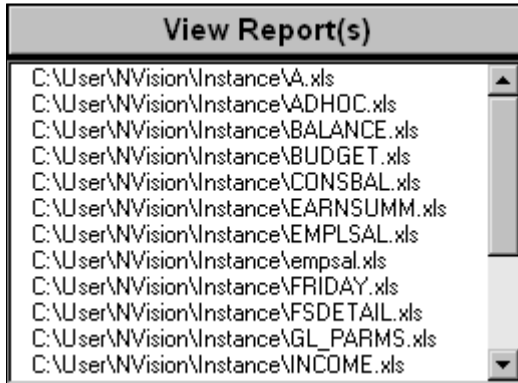 View Report(s)
C:\User\NVision\Instance\A.xls
C:\User\NVision\Instance\ADHOC.xls
C:\User\NVision\Instance\BALANCE.xls
C:\User\NVision\Instance\BUDGET.xls
C:\User\NVision\Instance\CONSBAL.xls
C:\User\NVision\Instance\EARNSUMM.xls
C:\User\NVision\Instance\EMPLSAL.xls
C:\User\NVision\Instance\empsal.xls
C:\User\NVision\Instance\FRIDAY.xls
C:\User\NVision\Instance\FSDETAIL.xls
C:\User\NVision\Instance\GL_PARMS.xls
C:\User\NVision\Instance\INCOME.xls